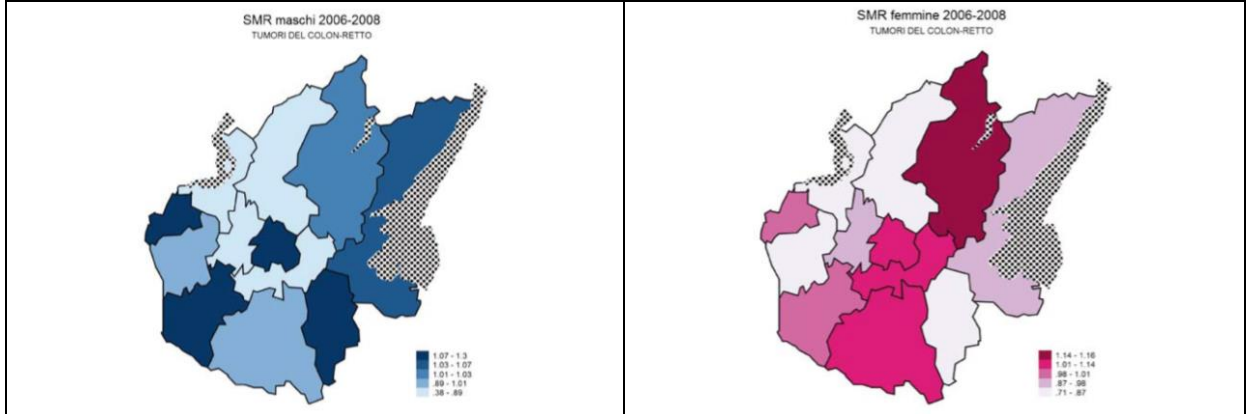 SMR maschi 2006-2008
TUMORI DEL COLON-RETTO
1.07 - 1.3
1.03 - 1.07
1.01 - 1.03
.89 - 1.01
.38 - .89
SMR femmine 2006-2008
TUMORI DEL COLON-RETTO
1.14 - 1.16
1.01 - 1.14
.98 - 1.01
.87 - .98
.71 - .87